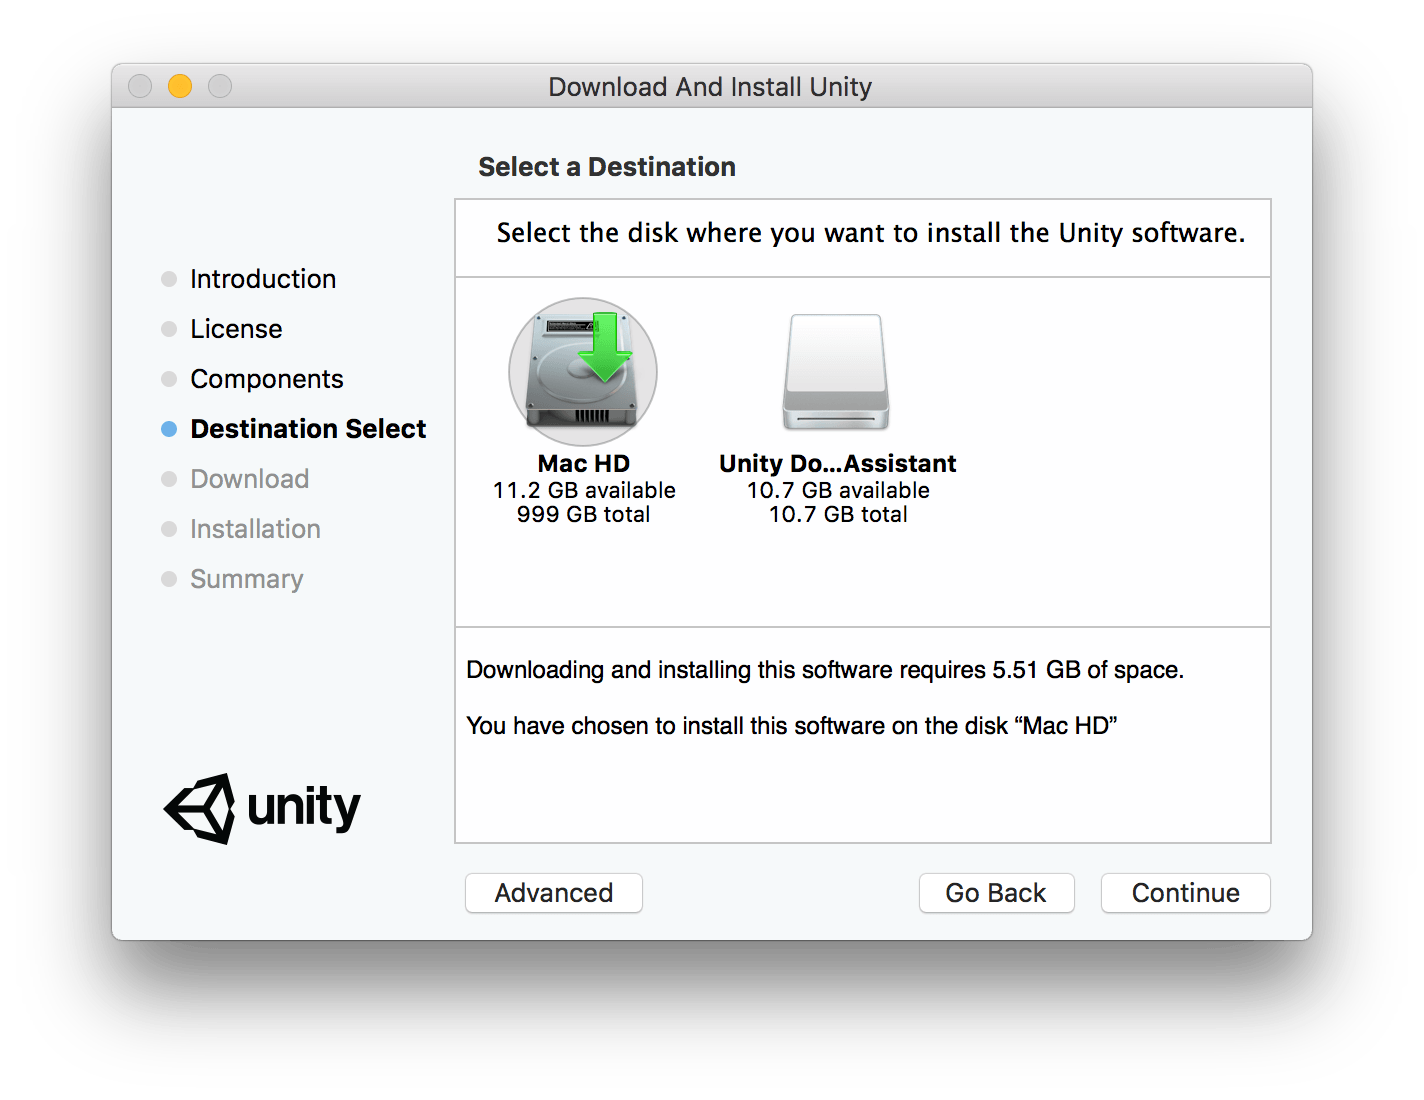 Download And Install Unity
Select a Destination
Select the disk where you want to install the Unity software.
Introduction
License
Components
Destination Select
Download
Installation
Summary
Mac HD
11.2 GB available
999 GB total
Unity Do...Assistant
10.7 GB available
10.7 GB total
Downloading and installing this software requires 5.51 GB of space.
You have chosen to install this software on the disk “Mac HD”
unity
Advanced
Go Back
Continue